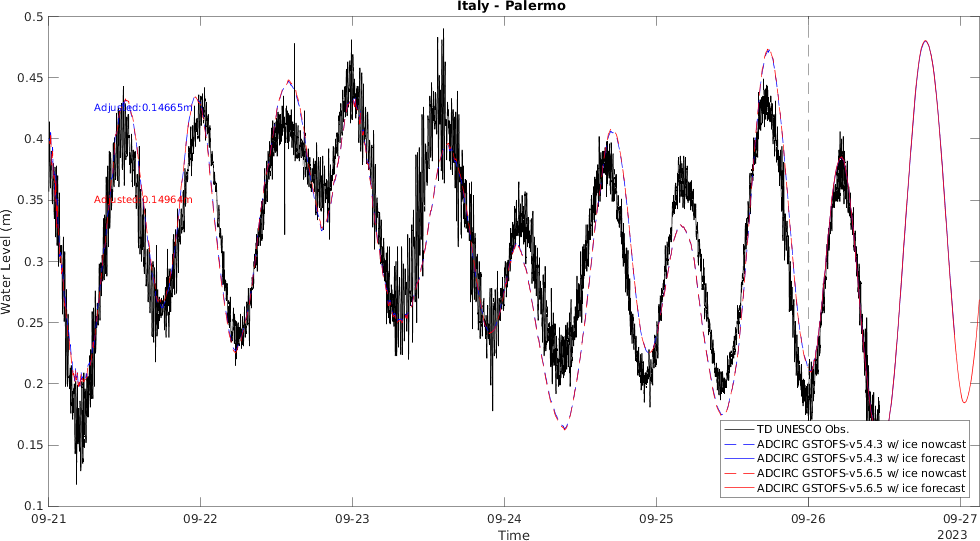 Italy - Palermo
0.5
0.45
0.4
0.35
0.3
0.25
0.2
0.15
0.1
Water Level (m)
Adjusted:0.14665m
Adjusted:0.14964m
TD UNESCO Obs.
ADCIRC GSTOFS-v5.4.3 w/ ice nowcast
ADCIRC GSTOFS-v5.4.3 w/ ice forecast
ADCIRC GSTOFS-v5.6.5 w/ ice nowcast
ADCIRC GSTOFS-v5.6.5 w/ ice forecast
09-21 09-22 09-23 09-24 09-25 09-26 09-27
Time
2023